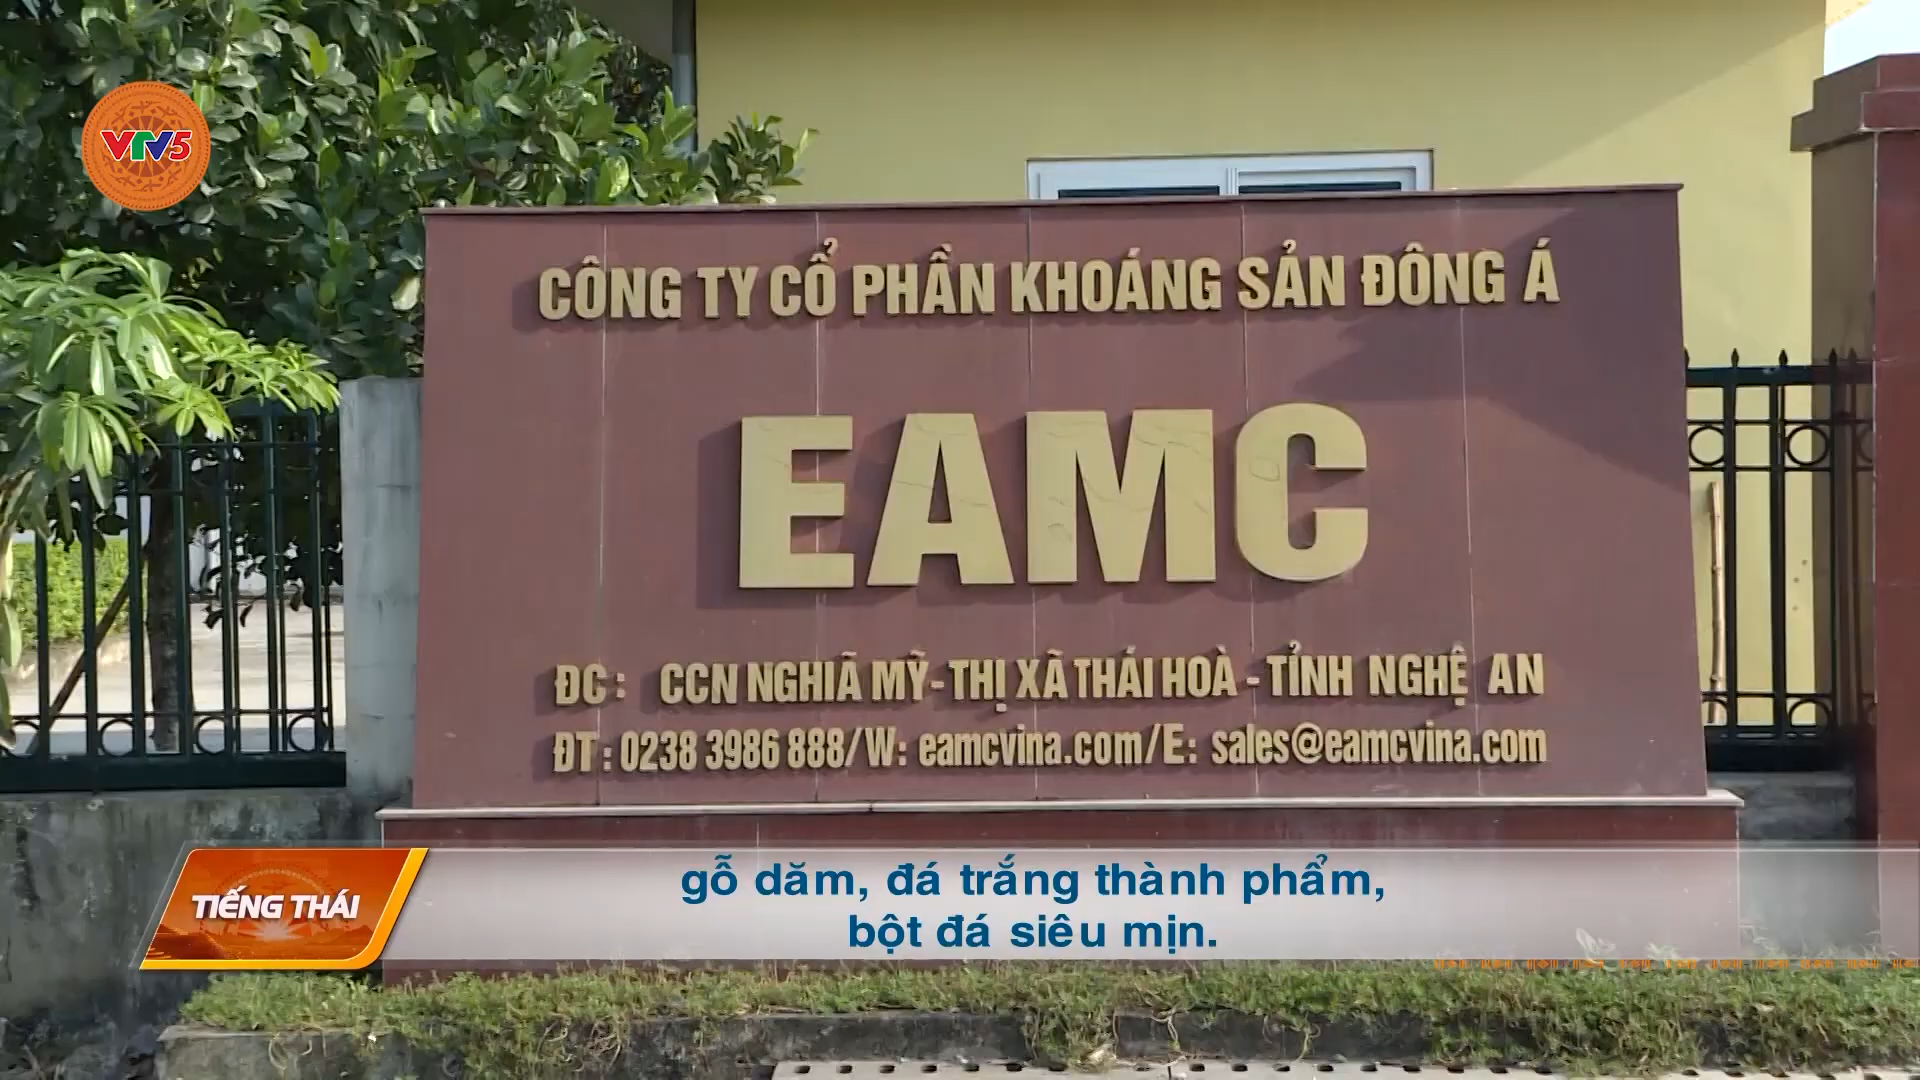 VTV5
CÔNG TY CỔ PHẦN KHOÁNG SẢN ĐÔNG Á
EAMC
ĐC: CCN NGHIÃ MỸ-THỊ XÃ THÁI HOÀ-TỈNH NGHỆ AN
ĐT: 0238 3986 888/W: eamcvina.com/E: sales@eamcvina.com
TIẾNG THÁI
gỗ dăm, đá trắng thành phẩm,
bột đá siêu mịn.